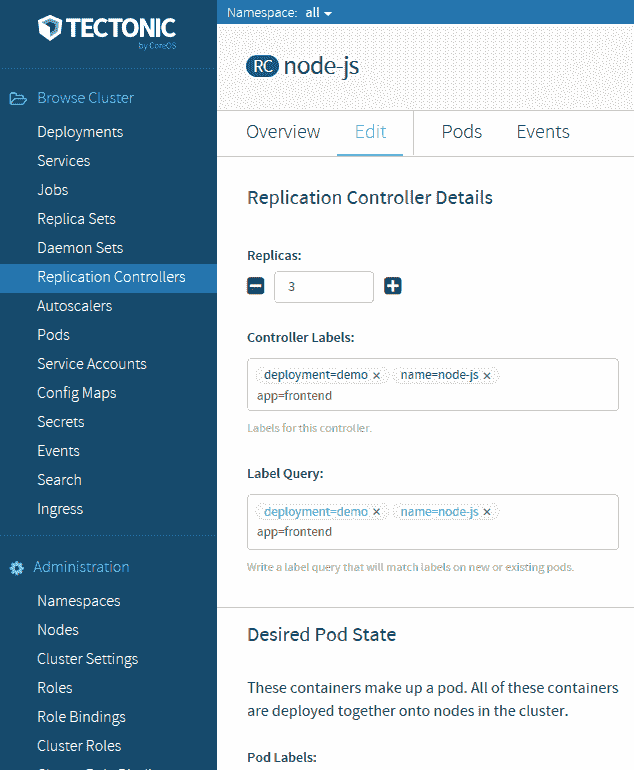 TECTONIC
by CoreOS
Browse Cluster
Deployments
Services
Jobs
Replica Sets
Daemon Sets
Replication Controllers
Autoscalers
Pods
Service Accounts
Config Maps
Secrets
Events
Search
Ingress
Administration
Namespaces
Nodes
Cluster Settings
Roles
Role Bindings
Cluster Roles
Namespace: all
RC node-js
Overview Edit Pods Events
Replication Controller Details
Replicas:
3
Controller Labels:
deployment=demo × name=node-js ×
app=frontend
Labels for this controller.
Label Query:
deployment=demo × name=node-js ×
app=frontend
Write a label query that will match labels on new or existing pods.
Desired Pod State
These containers make up a pod. All of these containers
are deployed together onto nodes in the cluster.
Pod Labels: